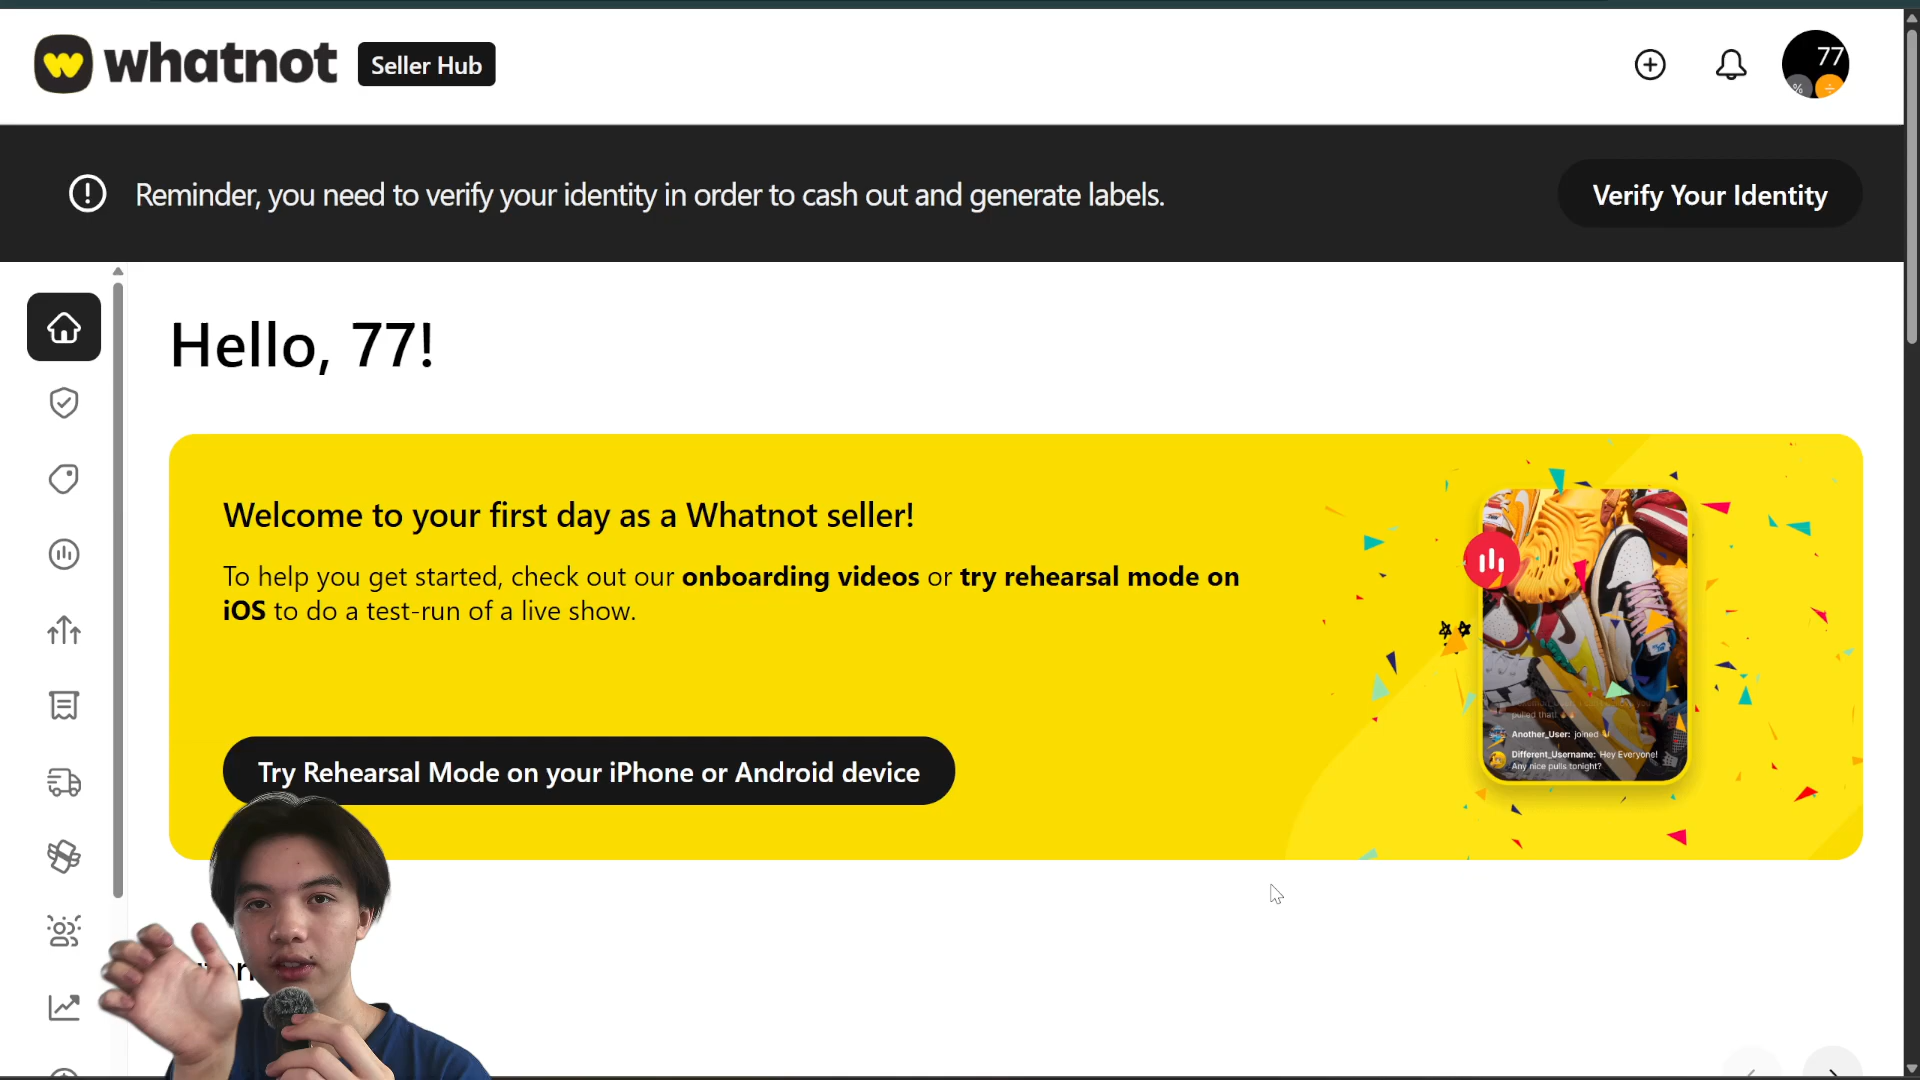 whatnot
Seller Hub
77
%
÷
Reminder, you need to verify your identity in order to cash out and generate labels.
Verify Your Identity
Hello, 77!
Welcome to your first day as a Whatnot seller!
To help you get started, check out our onboarding videos or try rehearsal mode on
iOS to do a test-run of a live show.
Try Rehearsal Mode on your iPhone or Android device
pulled that!
Another_User: joined
Different_Username: Hey Everyone!
Any nice pulls tonight?